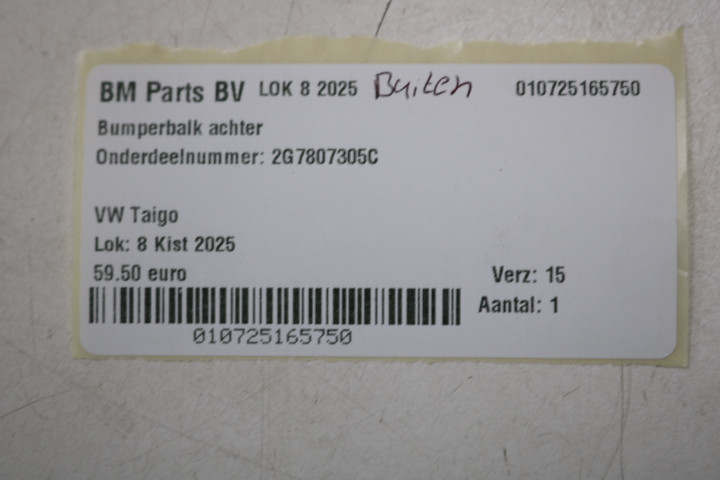 BM Parts BV LOK 8 2025 Buiten 010725165750
Bumperbalk achter
Onderdeelnummer: 2G7807305C
VW Taigo
Lok: 8 Kist 2025
59.50 euro Verz: 15
Aantal: 1
010725165750